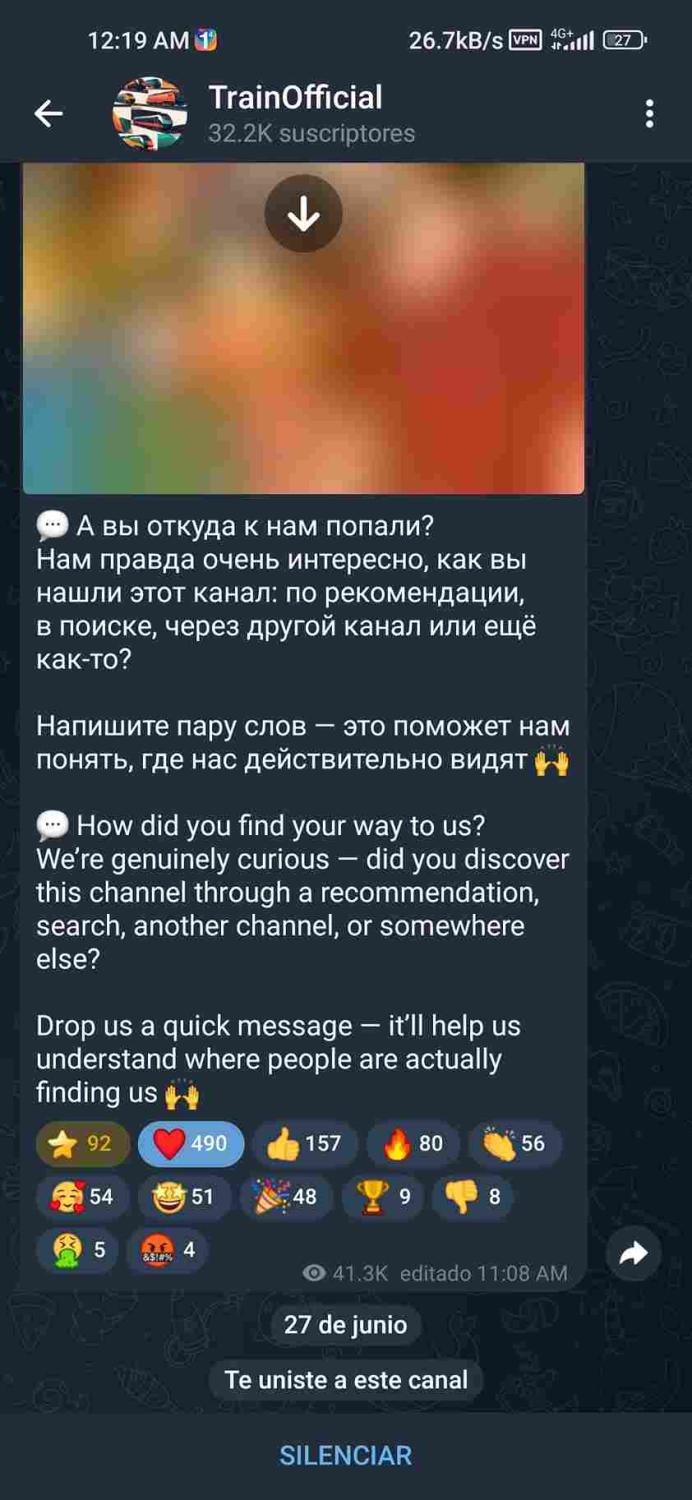 12:19 AM
26.7kB/s VPN 4G+ 27
TrainOfficial
32.2K suscriptores
💬 А вы откуда к нам попали?
Нам правда очень интересно, как вы
нашли этот канал: по рекомендации,
в поиске, через другой канал или ещё
как-то?
Напишите пару слов — это поможет нам
понять, где нас действительно видят 🙌
💬 How did you find your way to us?
We’re genuinely curious — did you discover
this channel through a recommendation,
search, another channel, or somewhere
else?
Drop us a quick message — it’ll help us
understand where people are actually
finding us 🙌
⭐ 92 ❤️ 490 👍 157 🔥 80 👏 56
🥰 54 🤩 51 🎉 48 🏆 9 👎 8
🤮 5 🤬 4
41.3K editado 11:08 AM
27 de junio
Te uniste a este canal
SILENCIAR